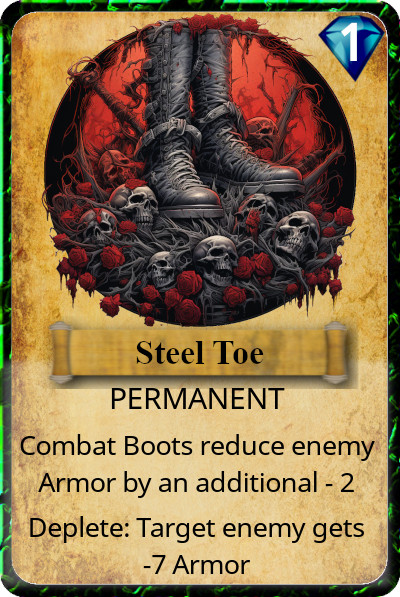 1
Steel Toe
PERMANENT
Combat Boots reduce enemy
Armor by an additional - 2
Deplete: Target enemy gets
-7 Armor